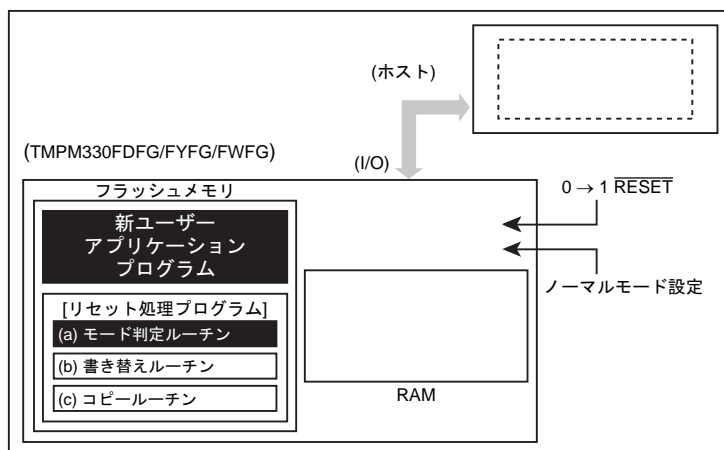 (ホスト)
(TMPM330FDFG/FYFG/FWFG)
(I/O)
フラッシュメモリ
0 → 1 RESET
新ユーザー
アプリケーション
プログラム
ノーマルモード設定
[リセット処理プログラム]
(a) モード判定ルーチン
(b) 書き替えルーチン
(c) コピールーチン
RAM